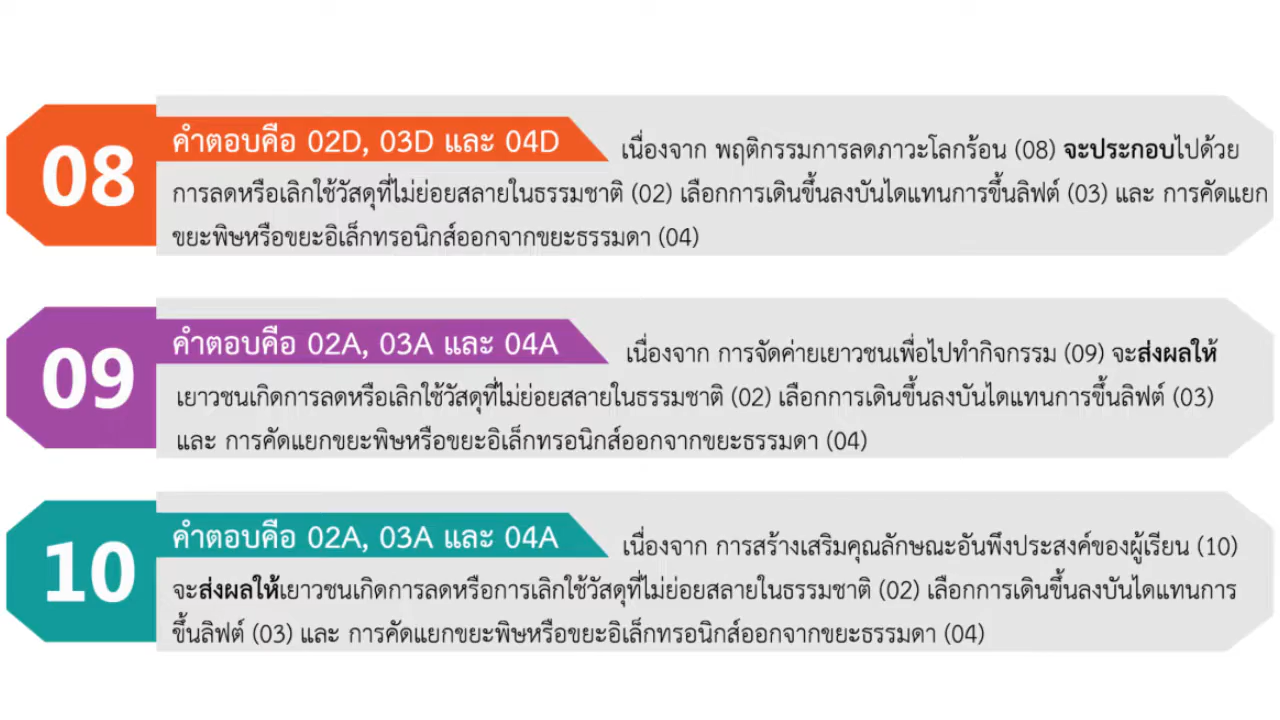 08
คำตอบคือ 02D, 03D และ 04D เนื่องจาก พฤติกรรมการลดภาวะโลกร้อน (08) จะประกอบไปด้วย
การลดหรือเลิกใช้วัสดุที่ไม่ย่อยสลายในธรรมชาติ (02) เลือกการเดินขึ้นลงบันไดแทนการขึ้นลิฟต์ (03) และ การคัดแยก
ขยะพิษหรือขยะอิเล็กทรอนิกส์ออกจากขยะธรรมดา (04)
09
คำตอบคือ 02A, 03A และ 04A เนื่องจาก การจัดค่ายเยาวชนเพื่อไปทำกิจกรรม (09) จะส่งผลให้
เยาวชนเกิดการลดหรือเลิกใช้วัสดุที่ไม่ย่อยสลายในธรรมชาติ (02) เลือกการเดินขึ้นลงบันไดแทนการขึ้นลิฟต์ (03)
และ การคัดแยกขยะพิษหรือขยะอิเล็กทรอนิกส์ออกจากขยะธรรมดา (04)
10
คำตอบคือ 02A, 03A และ 04A เนื่องจาก การสร้างเสริมคุณลักษณะอันพึงประสงค์ของผู้เรียน (10)
จะส่งผลให้เยาวชนเกิดการลดหรือการเลิกใช้วัสดุที่ไม่ย่อยสลายในธรรมชาติ (02) เลือกการเดินขึ้นลงบันไดแทนการ
ขึ้นลิฟต์ (03) และ การคัดแยกขยะพิษหรือขยะอิเล็กทรอนิกส์ออกจากขยะธรรมดา (04)